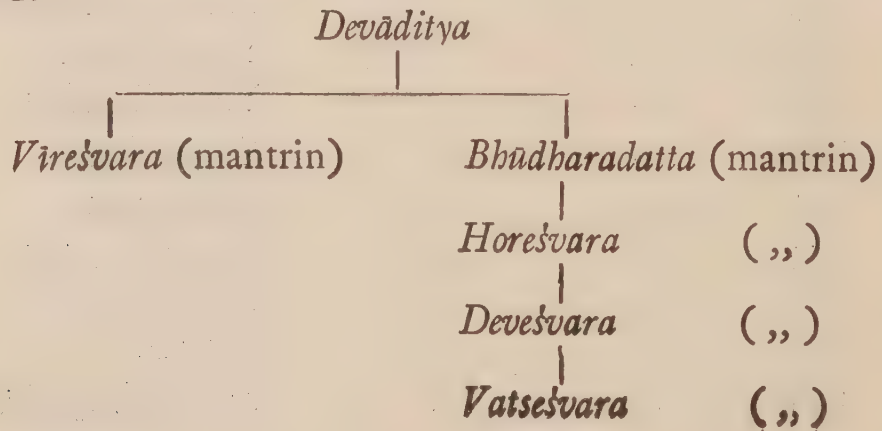 Devāditya
Vīreśvara (mantrin) Bhūdharadatta (mantrin)
Horeśvara ( ,, )
Deveśvara ( ,, )
Vatseśvara ( ,, )